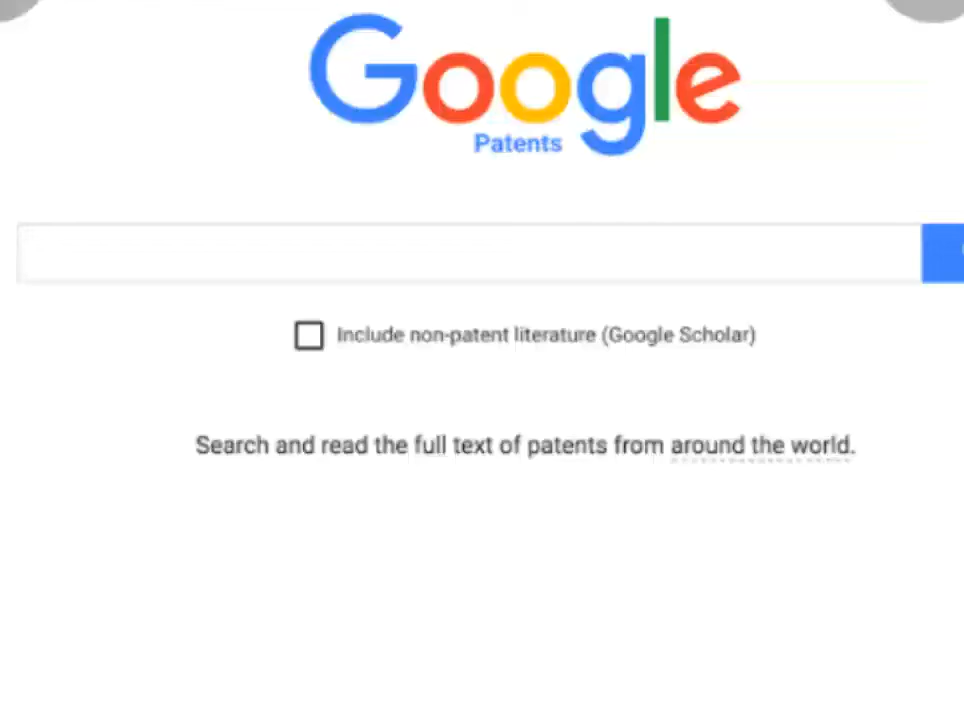 Google
Patents
Include non-patent literature (Google Scholar)
Search and read the full text of patents from around the world.